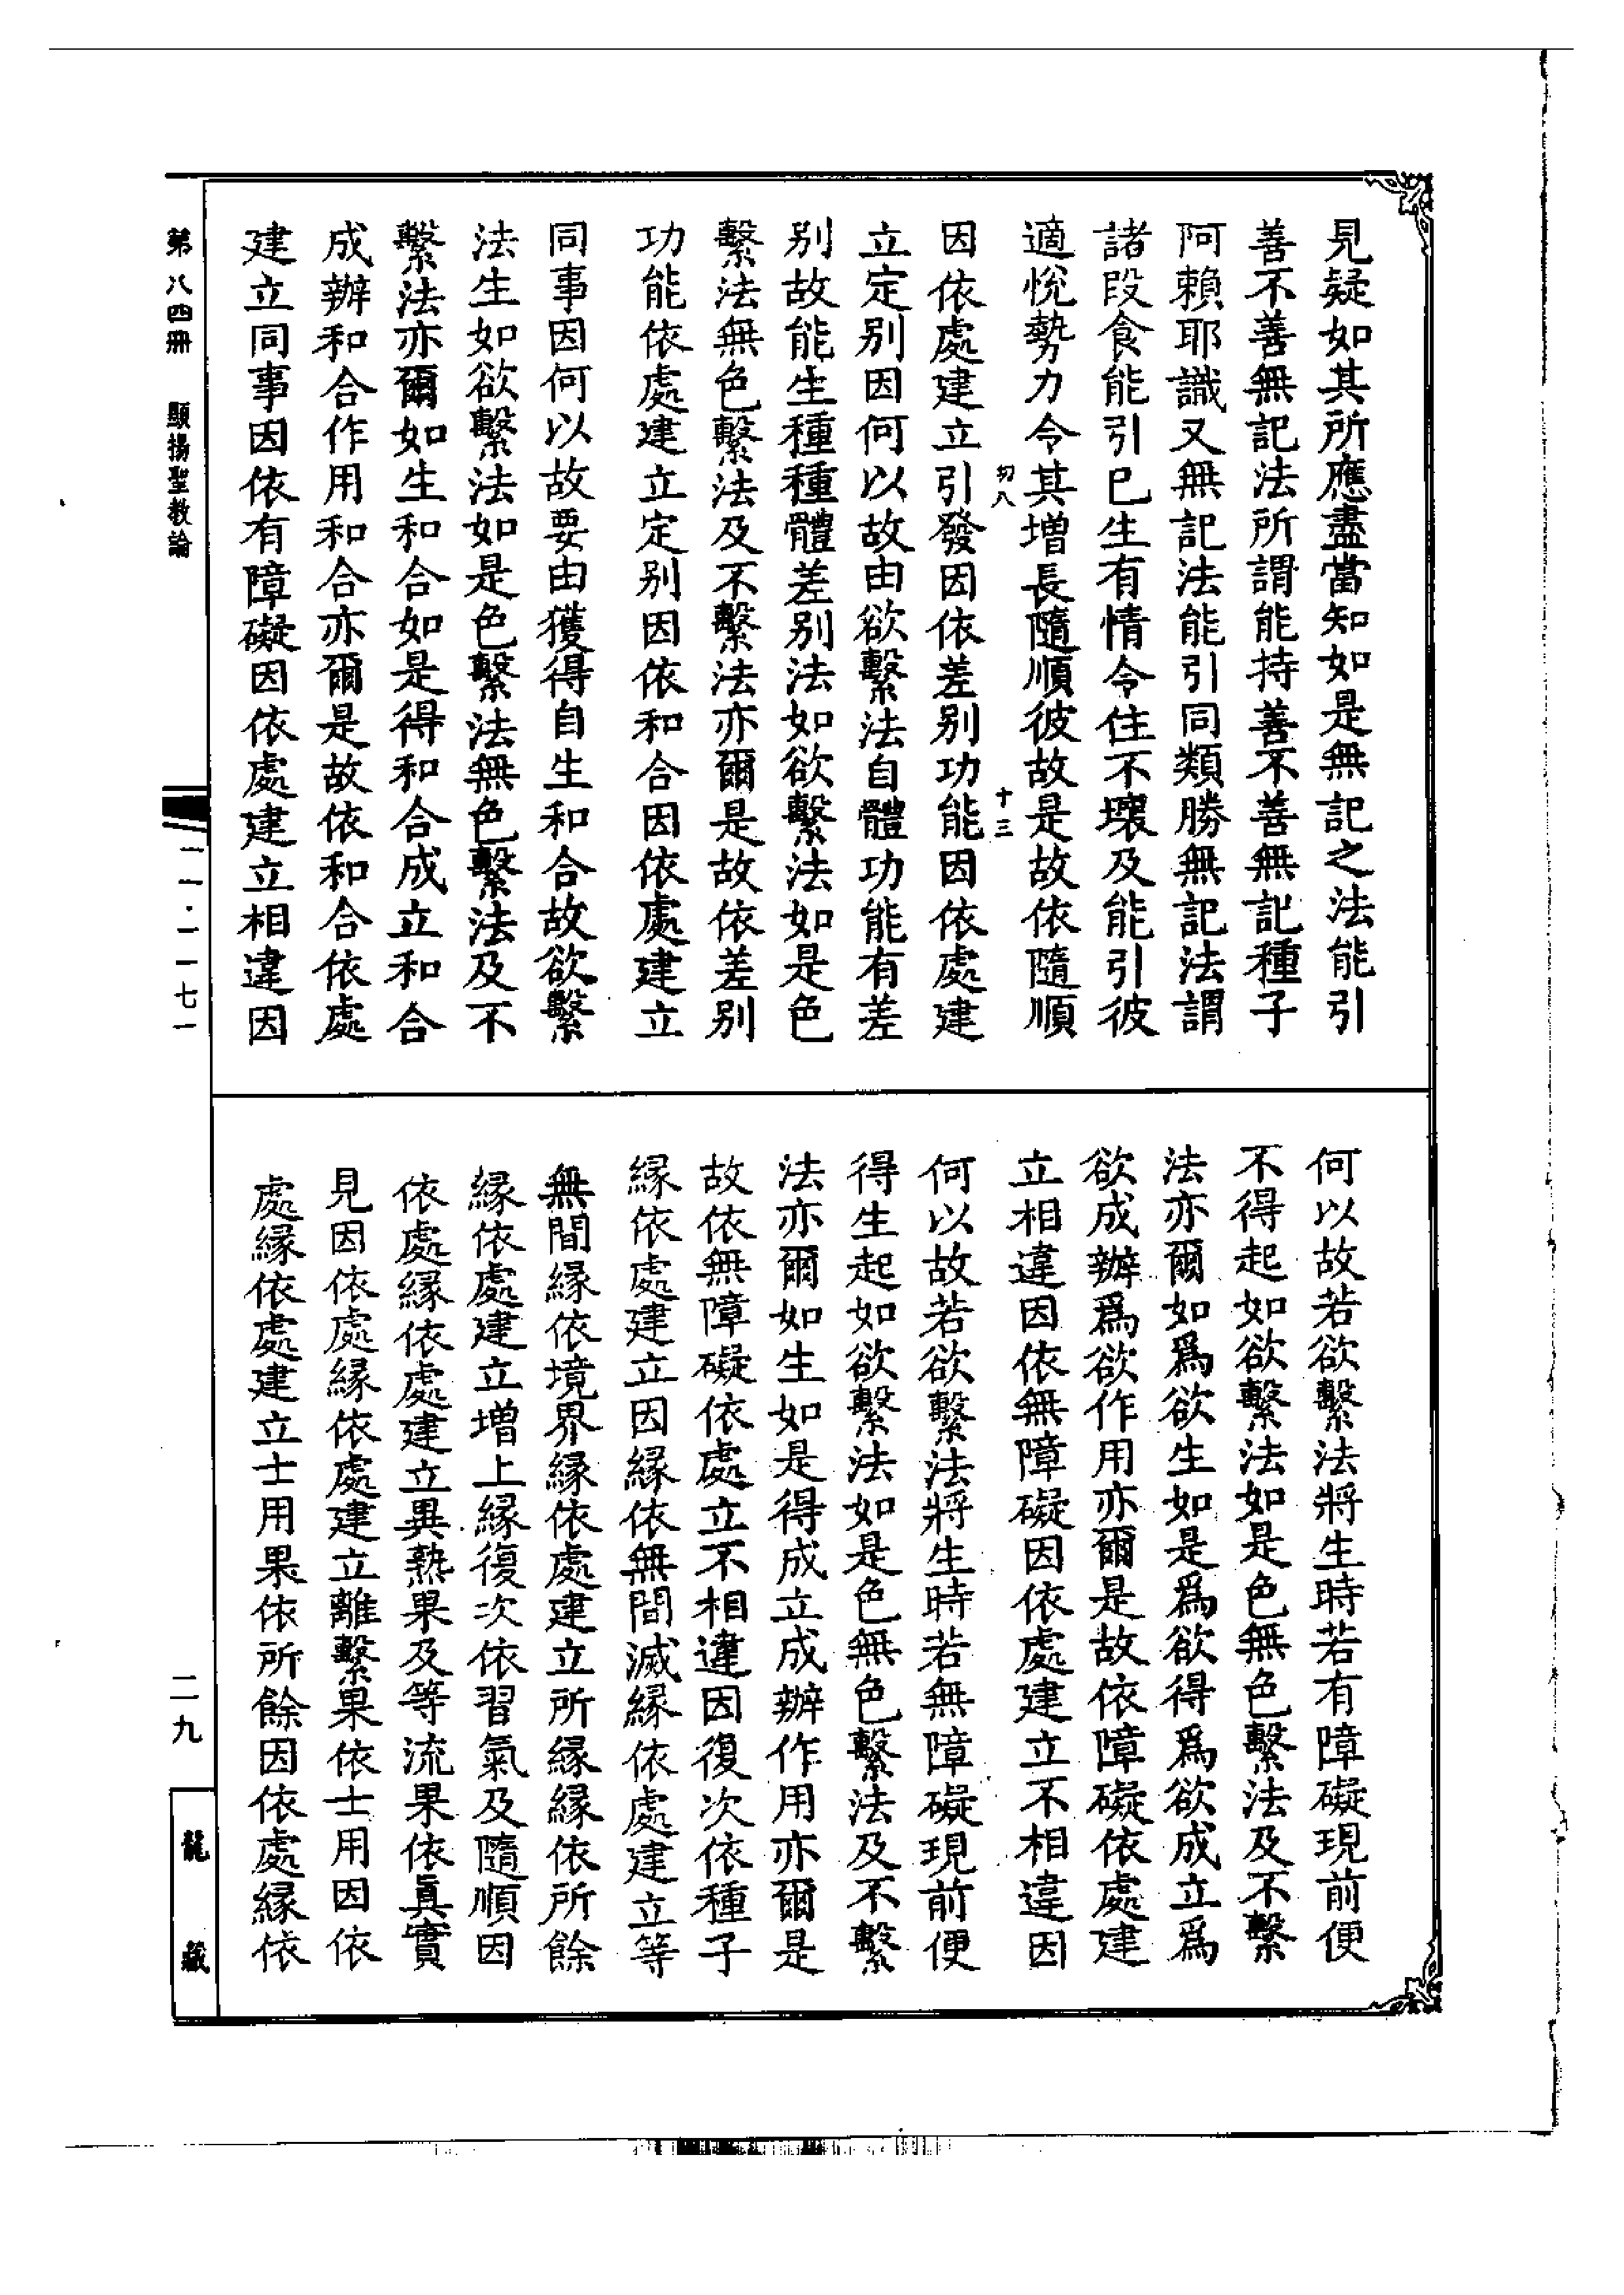 見疑如其所應盡當知如是無記之法能引
善不善無記法所謂能持善不善無記種子
阿賴耶識又無記法能引同類勝無記法謂
諸段食能引已生有情令住不壞及能引彼
適悅勢力令其增長隨順彼故是故依隨順
十三
因依處建立引發因依差别功能因依處建
立定别因何以故由欲繫法自體功能有差
别故能生種種體差别法如欲繫法如是色
繫法無色繫法及不繫法亦爾是故依差别
功能依處建立定别因依和合因依處建立
同事因何以故要由獲得自生和合故欲繫
法生如欲繫法如是色繫法無色繫法及不
繫法亦爾如生和合如是得和合成立和合
成辦和合作用和合亦爾是故依和合依處
建立同事因依有障礙因依處建立相違因
何以故若欲繫法將生時若有障礙現前便
不得起如欲繫法如是色無色繫法及不繫
法亦爾如爲欲生如是爲欲得爲欲成立爲
欲成辦爲欲作用亦爾是故依障礙依處建
立相違因依無障礙因依處建立不相違因
何以故若欲繫法將生時若無障礙現前便
得生起如欲繫法如是色無色繫法及不繫
法亦爾如生如是得成立成辦作用亦爾是
故依無障礙依處立不相違因復次依種子
緣依處建立因緣依無間滅緣依處建立等
無間緣依境界緣依處建立所緣緣依所餘
緣依處建立增上緣復次依習氣及隨順因
依處緣依處建立異熟果及等流果依眞實
見因依處緣依處建立離繫果依士用因依
處緣依處建立士用果依所餘因依處緣依
第八四冊 顯揚聖教論
二九
龍藏